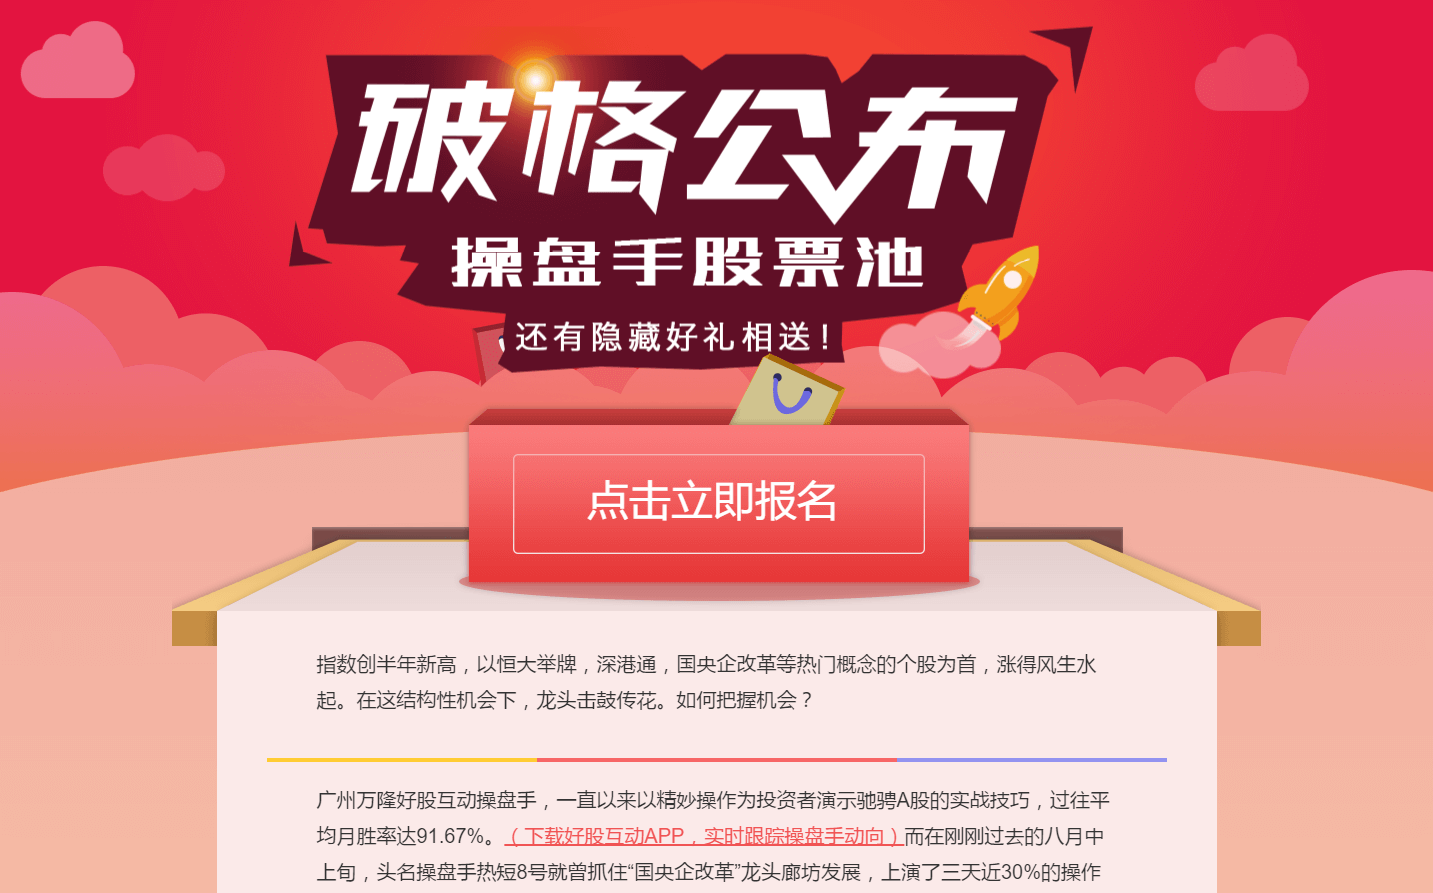 破格公布
操盘手股票池
还有隐藏好礼相送！
点击立即报名
指数创半年新高，以恒大举牌，深港通，国央企改革等热门概念的个股为首，涨得风生水
起。在这结构性机会下，龙头击鼓传花。如何把握机会？
广州万隆好股互动操盘手，一直以来以精妙操作为投资者演示驰骋A股的实战技巧，过往平
均月胜率达91.67%。（下载好股互动APP，实时跟踪操盘手动向）而在刚刚过去的八月中
上旬，头名操盘手热短8号就曾抓住“国央企改革”龙头廊坊发展，上演了三天近30%的操作